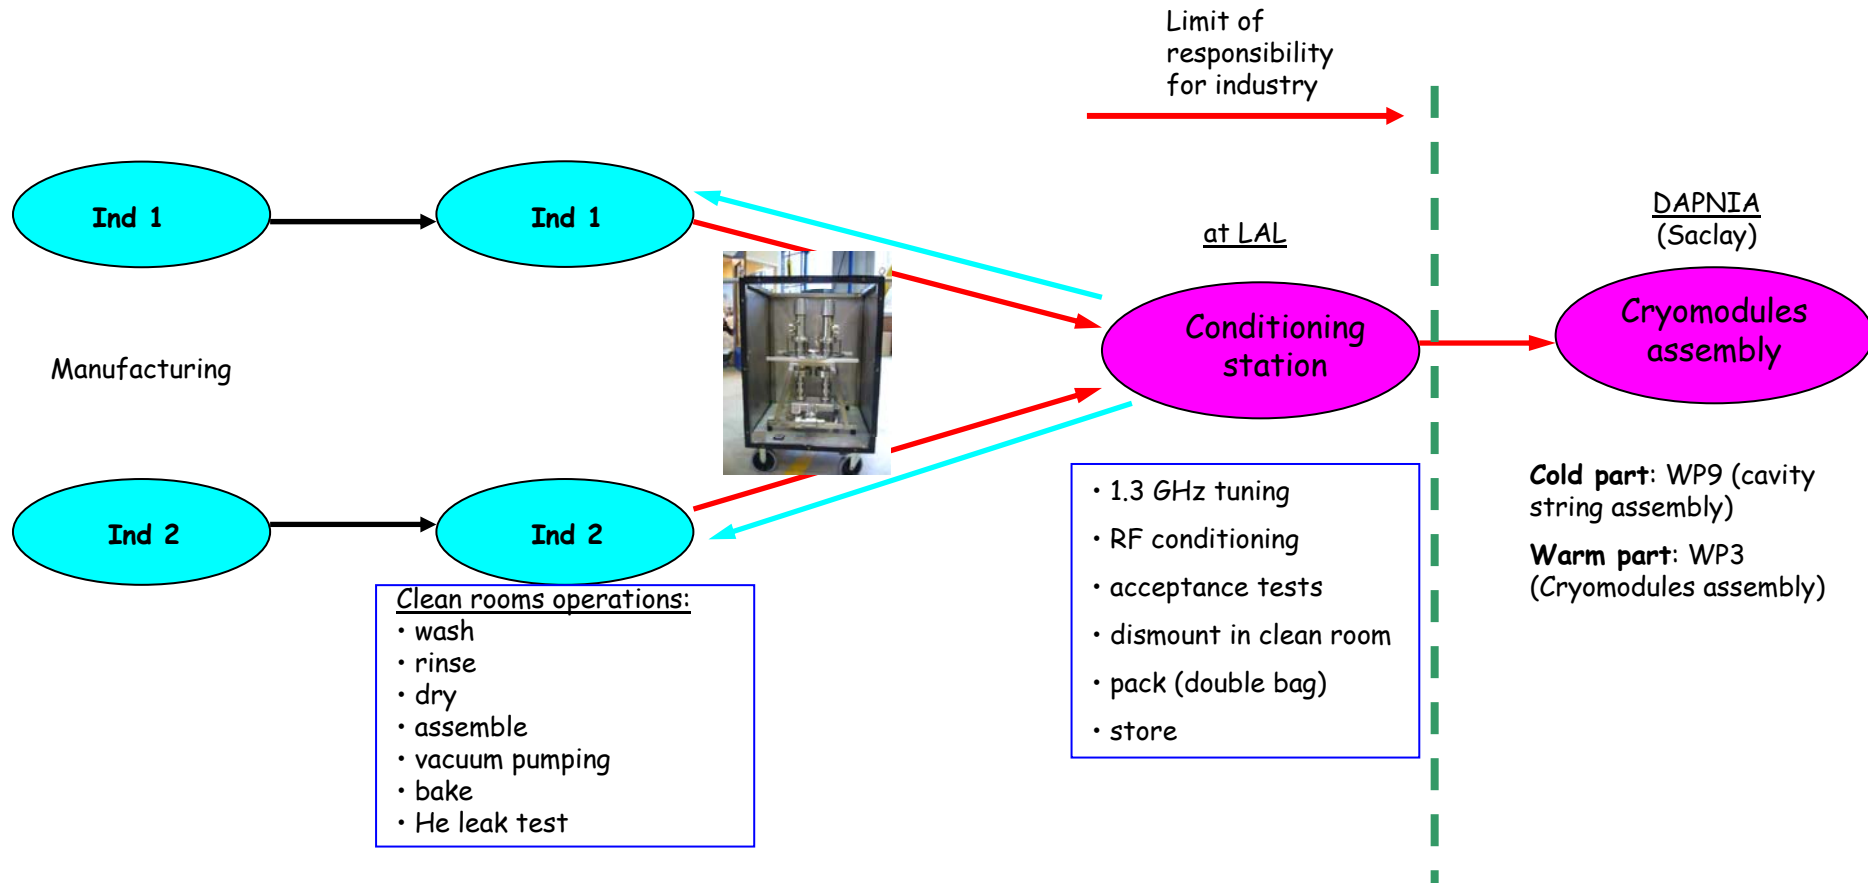 Limit of
responsibility
for industry
Ind 1
Ind 1
at LAL
DAPNIA
(Saclay)
Conditioning
station
Cryomodules
assembly
Manufacturing
Ind 2
Ind 2
Clean rooms operations:
• wash
• rinse
• dry
• assemble
• vacuum pumping
• bake
• He leak test
• 1.3 GHz tuning
• RF conditioning
• acceptance tests
• dismount in clean room
• pack (double bag)
• store
Cold part: WP9 (cavity
string assembly)
Warm part: WP3
(Cryomodules assembly)